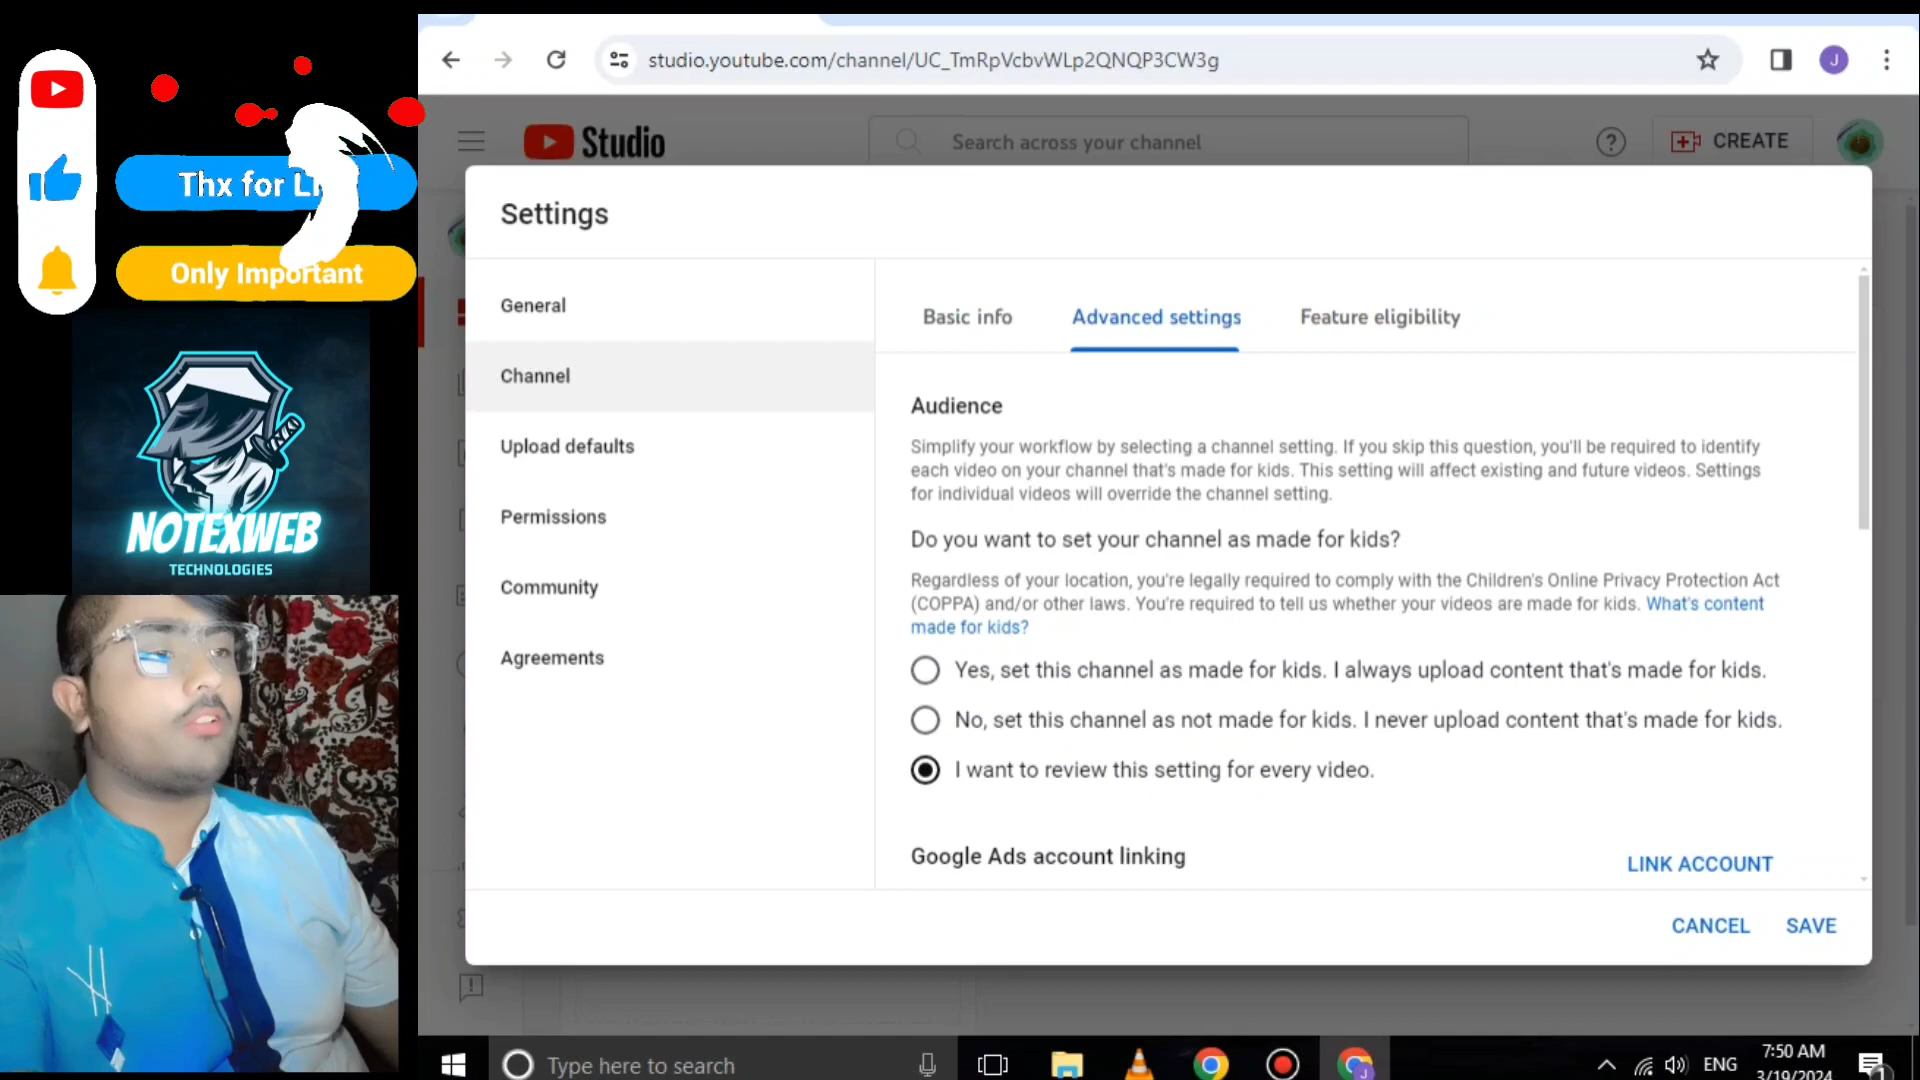 studio.youtube.com/channel/UC_TmRpVcbvWLp2QNQP3CW3g
J
Studio
Search across your channel
CREATE
Thx for Li
Only Important
NOTEXWEB
TECHNOLOGIES
Settings
General
Channel
Upload defaults
Permissions
Community
Agreements
Basic info
Advanced settings
Feature eligibility
Audience
Simplify your workflow by selecting a channel setting. If you skip this question, you'll be required to identify
each video on your channel that's made for kids. This setting will affect existing and future videos. Settings
for individual videos will override the channel setting.
Do you want to set your channel as made for kids?
Regardless of your location, you're legally required to comply with the Children's Online Privacy Protection Act
(COPPA) and/or other laws. You're required to tell us whether your videos are made for kids. What's content
made for kids?
Yes, set this channel as made for kids. I always upload content that's made for kids.
No, set this channel as not made for kids. I never upload content that's made for kids.
I want to review this setting for every video.
Google Ads account linking
LINK ACCOUNT
CANCEL
SAVE
Type here to search
ENG
7:50 AM
3/19/2024